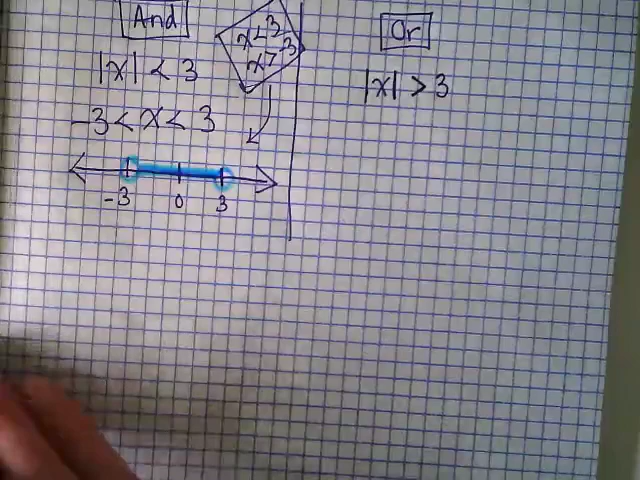 And
|x| < 3
x<3
x>-3
-3 < x < 3
-3 0 3
Or
|x| > 3